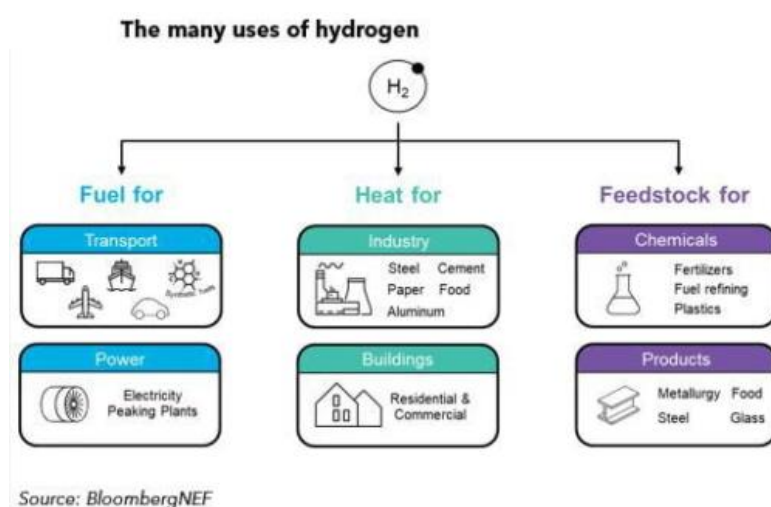 The many uses of hydrogen
H2
Fuel for
Heat for
Feedstock for
Transport
Synthetic Fuels
Industry
Steel Cement
Paper Food
Aluminum
Chemicals
Fertilizers
Fuel refining
Plastics
Power
Electricity
Peaking Plants
Buildings
Residential &
Commercial
Products
Metallurgy Food
Steel Glass
Source: BloombergNEF